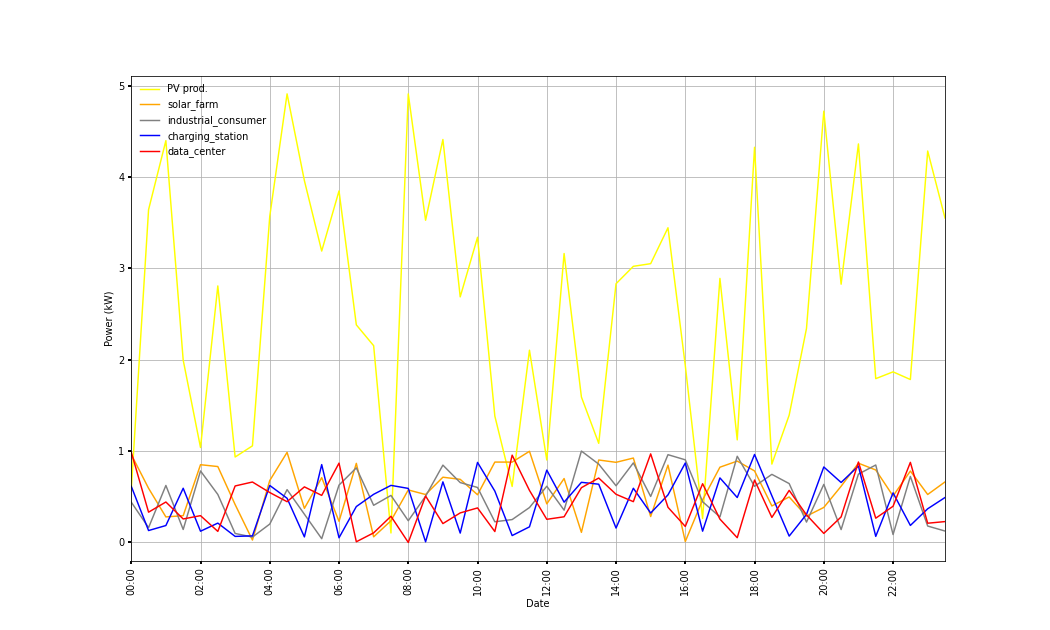 5
4
3
2
1
0
Power (kW)
PV prod.
solar_farm
industrial_consumer
charging_station
data_center
00:00
02:00
04:00
06:00
08:00
10:00
12:00
14:00
16:00
18:00
20:00
22:00
Date